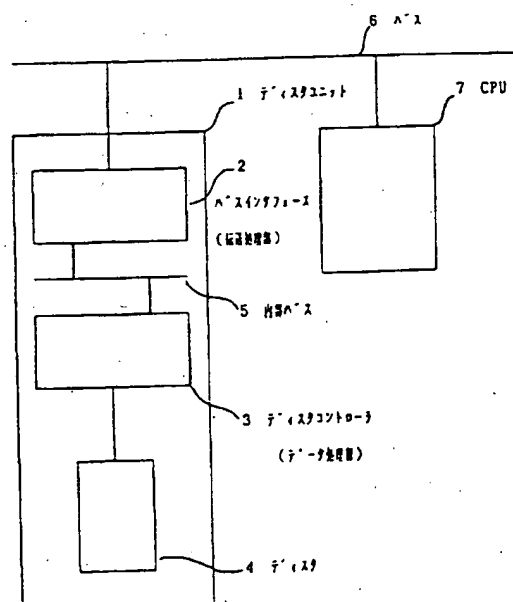 6 バス
1 ディスクユニット
7 CPU
2
バスインタフェース
(伝送処理部)
5 内部バス
3 ディスクコントローラ
(データ処理部)
4 ディスク